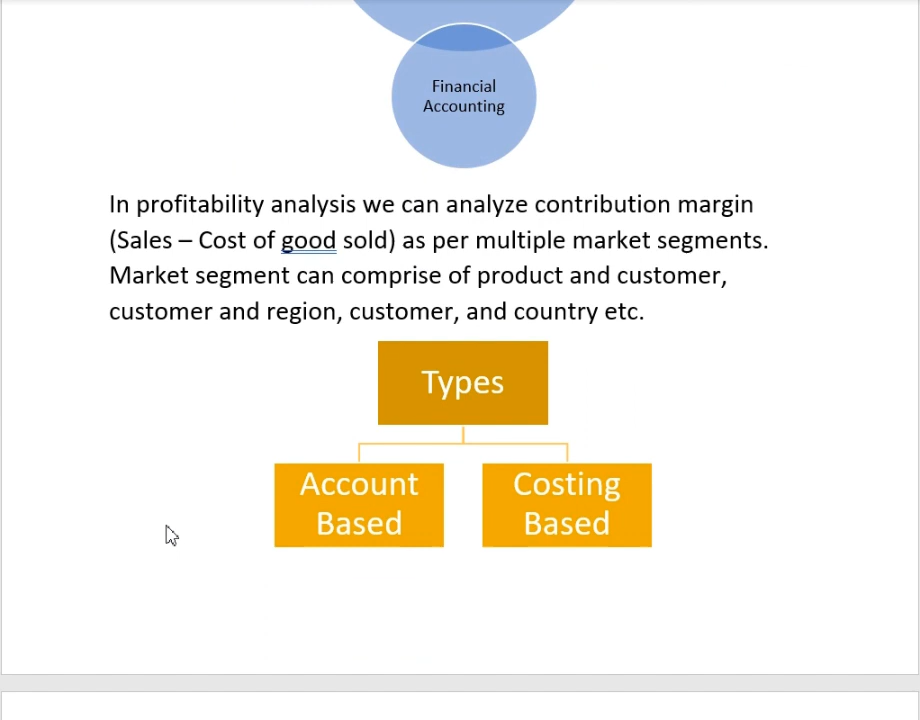 Financial
Accounting
In profitability analysis we can analyze contribution margin
(Sales – Cost of good sold) as per multiple market segments.
Market segment can comprise of product and customer,
customer and region, customer, and country etc.
Types
Account
Based
Costing
Based